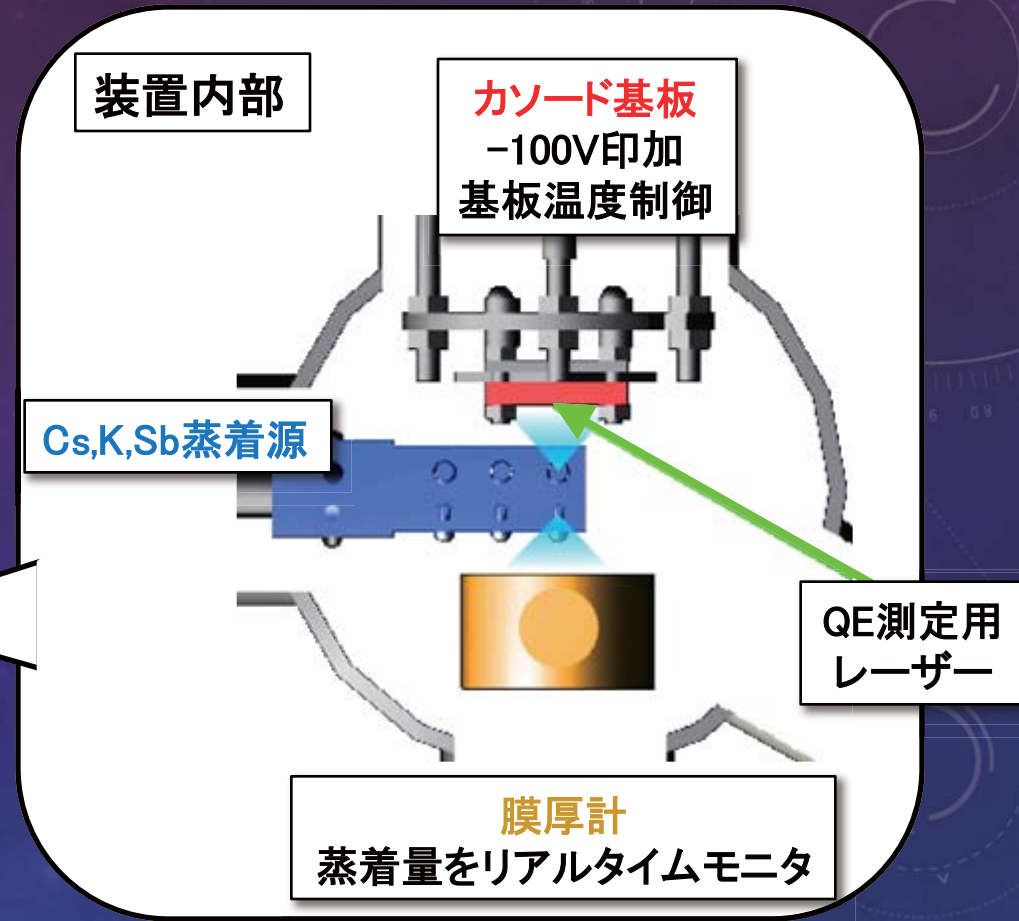 装置内部
カソード基板
-100V印加
基板温度制御
Cs,K,Sb蒸着源
QE測定用
レーザー
膜厚計
蒸着量をリアルタイムモニタ